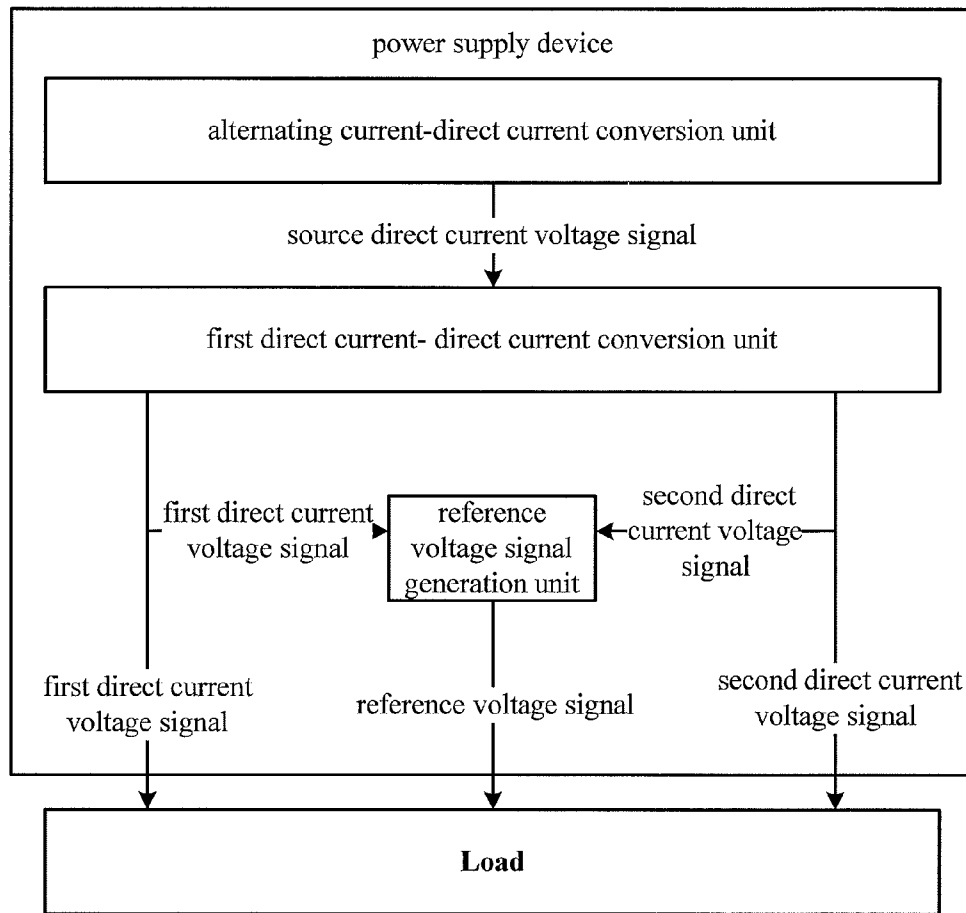 power supply device
alternating current-direct current conversion unit
source direct current voltage signal
first direct current- direct current conversion unit
first direct current
voltage signal
reference
voltage signal
generation unit
second direct
current voltage
signal
first direct current
voltage signal
reference voltage signal
second direct current
voltage signal
Load